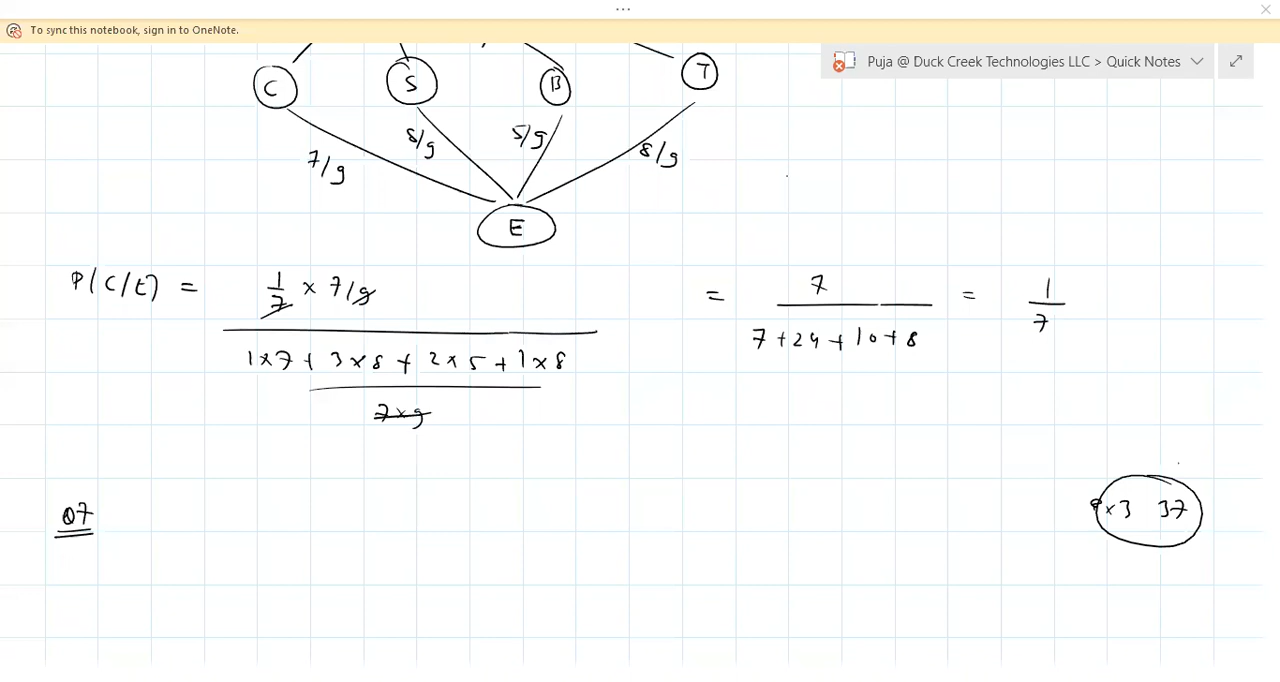 To sync this notebook, sign in to OneNote.
Puja @ Duck Creek Technologies LLC > Quick Notes
C S B T
7/9 8/9 5/9 8/9
E
P(C/E) = 1/7 × 7/9 = 7 = 1
1×7 + 3×8 + 2×5 + 1×8 7+24+10+8 7
7×9
Q7 ×3 37